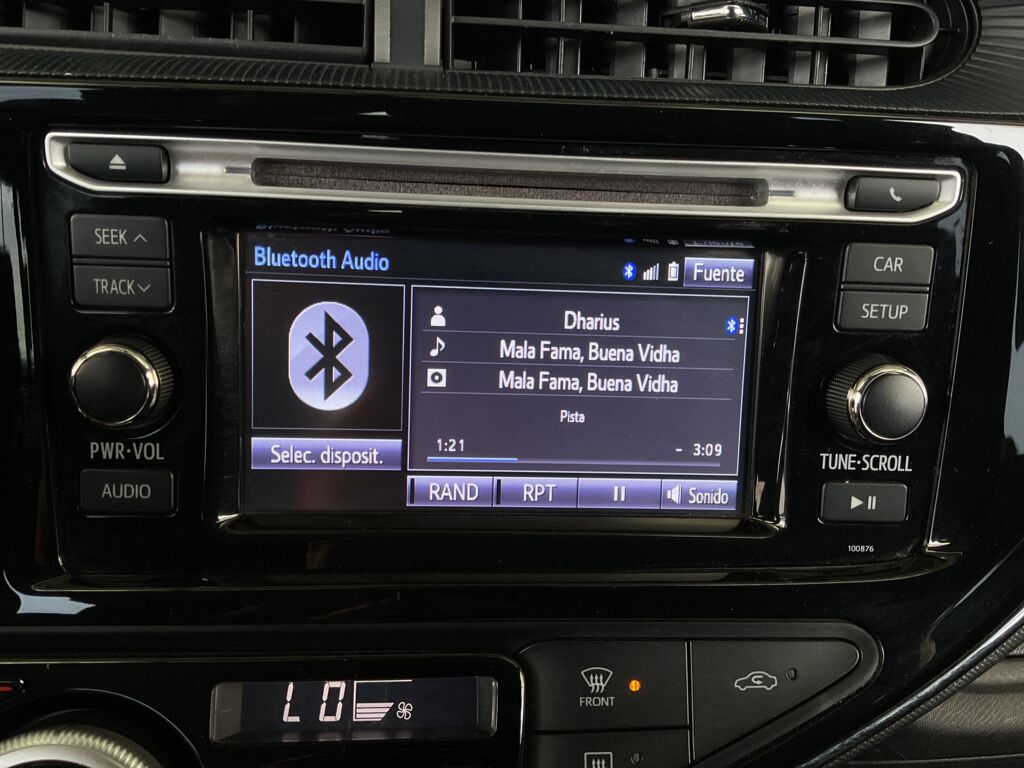 SEEK
TRACK
PWR·VOL
AUDIO
Bluetooth Audio
Fuente
Dharius
Mala Fama, Buena Vidha
Mala Fama, Buena Vidha
Pista
1:21
- 3:09
Selec. disposit.
RAND
RPT
Sonido
CAR
SETUP
TUNE·SCROLL
100876
LO
FRONT